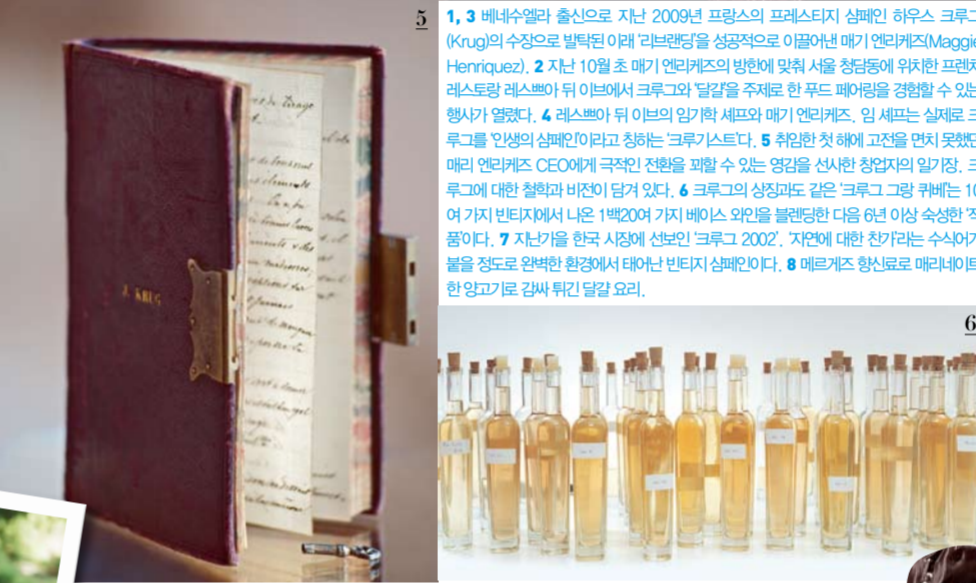 5
1, 3 베네수엘라 출신으로 지난 2009년 프랑스의 프레스티지 샴페인 하우스 크루그
(Krug)의 수장으로 발탁된 이래 '리브랜딩'을 성공적으로 이끌어낸 매기 엔리케즈(Maggie
Henriquez). 2 지난 10월 초 매기 엔리케즈의 방한에 맞춰 서울 청담동에 위치한 프렌치
레스토랑 레스쁘아 뒤 이브에서 크루그와 '달걀'을 주제로 한 푸드 페어링을 경험할 수 있는
행사가 열렸다. 4 레스쁘아 뒤 이브의 임기학 셰프와 매기 엔리케즈. 임 셰프는 실제로 크
루그를 '인생의 샴페인'이라고 칭하는 '크루기스트'다. 5 취임한 첫 해에 고전을 면치 못했던
매리 엔리케즈 CEO에게 극적인 전환을 꾀할 수 있는 영감을 선사한 창업자의 일기장. 크
루그에 대한 철학과 비전이 담겨 있다. 6 크루그의 상징과도 같은 '크루그 그랑 퀴베'는 10
여 가지 빈티지에서 나온 1백20여 가지 베이스 와인을 블렌딩한 다음 6년 이상 숙성한 '작
품'이다. 7 지난가을 한국 시장에 선보인 '크루그 2002'. '자연에 대한 찬가'라는 수식어가
붙을 정도로 완벽한 환경에서 태어난 빈티지 샴페인이다. 8 메르게즈 향신료로 매리네이트
한 양고기로 감싸 튀긴 달걀 요리.
J. KRUG
6